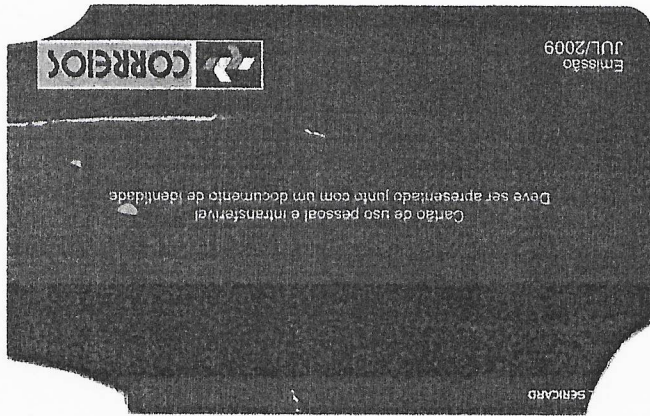 SERICARD
Cartão de uso pessoal e intransferível
Deve ser apresentado junto com um documento de identidade
Emissão
JUL/2009
CORREIOS